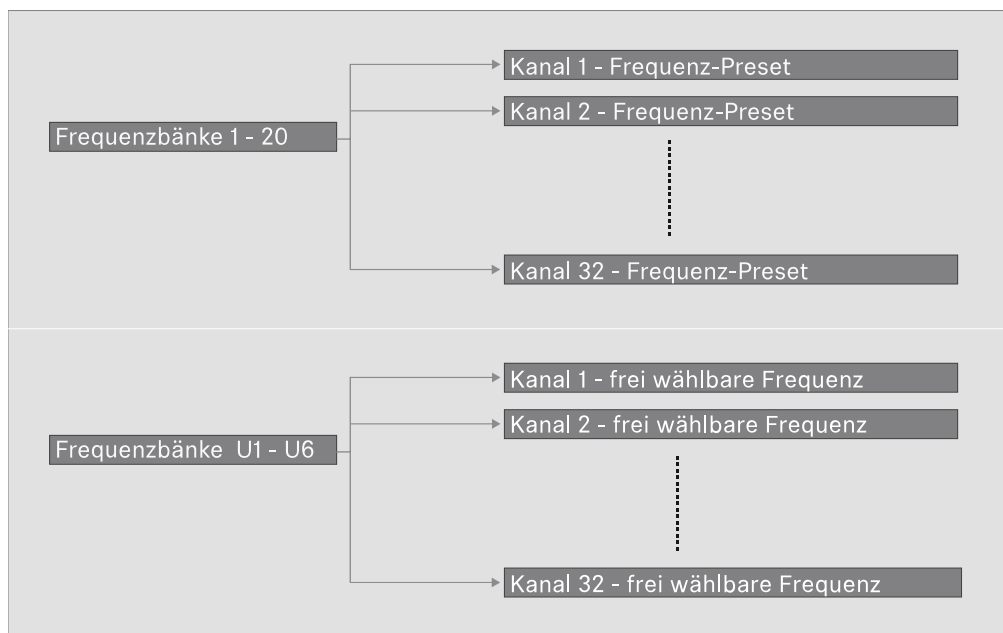 Kanal 1 - Frequenz-Preset
Kanal 2 - Frequenz-Preset
Frequenzbänke 1 - 20
Kanal 32 - Frequenz-Preset
Kanal 1 - frei wählbare Frequenz
Kanal 2 - frei wählbare Frequenz
Frequenzbänke U1 - U6
Kanal 32 - frei wählbare Frequenz